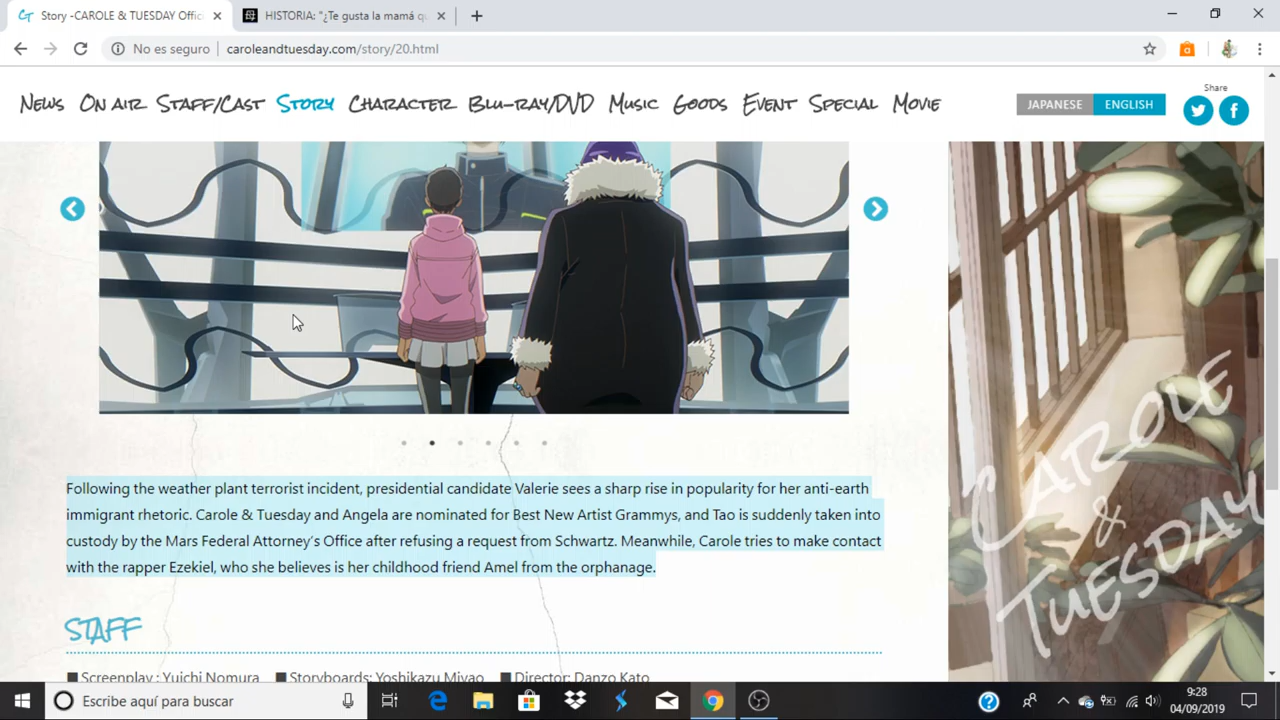 Story -CAROLE & TUESDAY Offic
HISTORIA: "¿Te gusta la mamá qu
No es seguro
caroleandtuesday.com/story/20.html
News On air Staff/Cast Story Character Blu-ray/DVD Music Goods Event Special Movie
JAPANESE ENGLISH
Share
Following the weather plant terrorist incident, presidential candidate Valerie sees a sharp rise in popularity for her anti-earth
immigrant rhetoric. Carole & Tuesday and Angela are nominated for Best New Artist Grammys, and Tao is suddenly taken into
custody by the Mars Federal Attorney's Office after refusing a request from Schwartz. Meanwhile, Carole tries to make contact
with the rapper Ezekiel, who she believes is her childhood friend Amel from the orphanage.
CAROLE
&
TUESDAY
STAFF
■ Screenplay : Yuichi Nomura ■ Storyboards: Yoshikazu Miyao ■ Director: Danzo Kato
Escribe aquí para buscar
9:28
04/09/2019